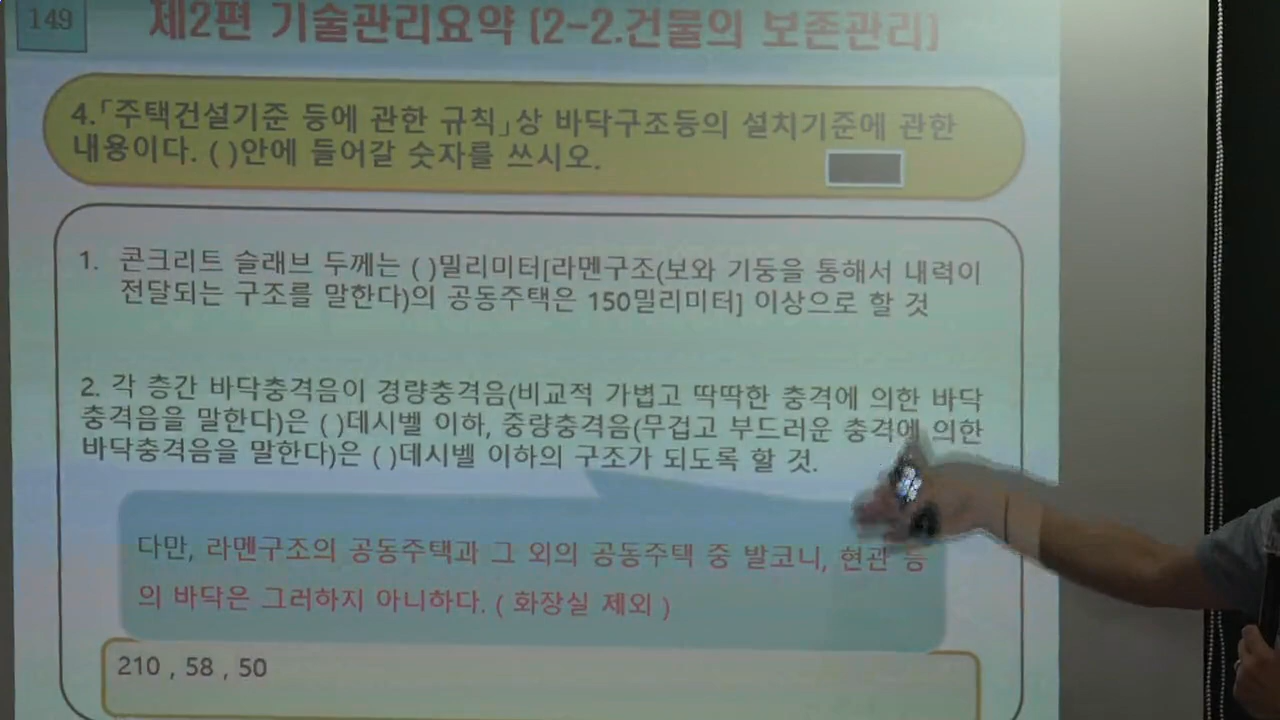 149
제2편 기술관리요약 (2-2.건물의 보존관리)
4.「주택건설기준 등에 관한 규칙」상 바닥구조등의 설치기준에 관한
내용이다. ( )안에 들어갈 숫자를 쓰시오.
1. 콘크리트 슬래브 두께는 ( )밀리미터[라멘구조(보와 기둥을 통해서 내력이
전달되는 구조를 말한다)의 공동주택은 150밀리미터] 이상으로 할 것
2. 각 층간 바닥충격음이 경량충격음(비교적 가볍고 딱딱한 충격에 의한 바닥
충격음을 말한다)은 ( )데시벨 이하, 중량충격음(무겁고 부드러운 충격에 의한
바닥충격음을 말한다)은 ( )데시벨 이하의 구조가 되도록 할 것.
다만, 라멘구조의 공동주택과 그 외의 공동주택 중 발코니, 현관 등
의 바닥은 그러하지 아니하다. ( 화장실 제외 )
210 , 58 , 50